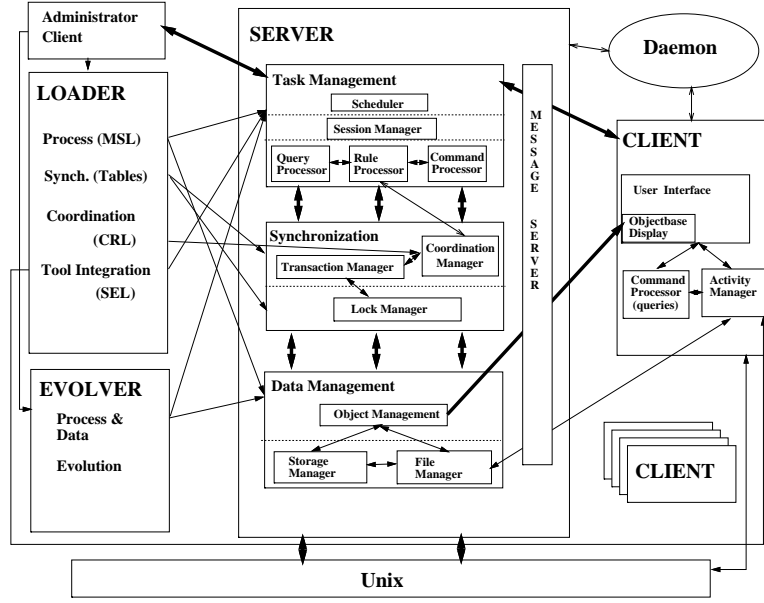 Administrator
Client
LOADER
Process (MSL)
Synch. (Tables)
Coordination
(CRL)
Tool Integration
(SEL)
EVOLVER
Process &
Data
Evolution
SERVER
Task Management
Scheduler
Session Manager
Query
Processor
Rule
Processor
Command
Processor
Synchronization
Transaction Manager
Coordination
Manager
Lock Manager
Data Management
Object Management
Storage
Manager
File
Manager
MESSAGE
SERVER
Daemon
CLIENT
User Interface
Objectbase
Display
Command
Processor
(queries)
Activity
Manager
CLIENT
Unix